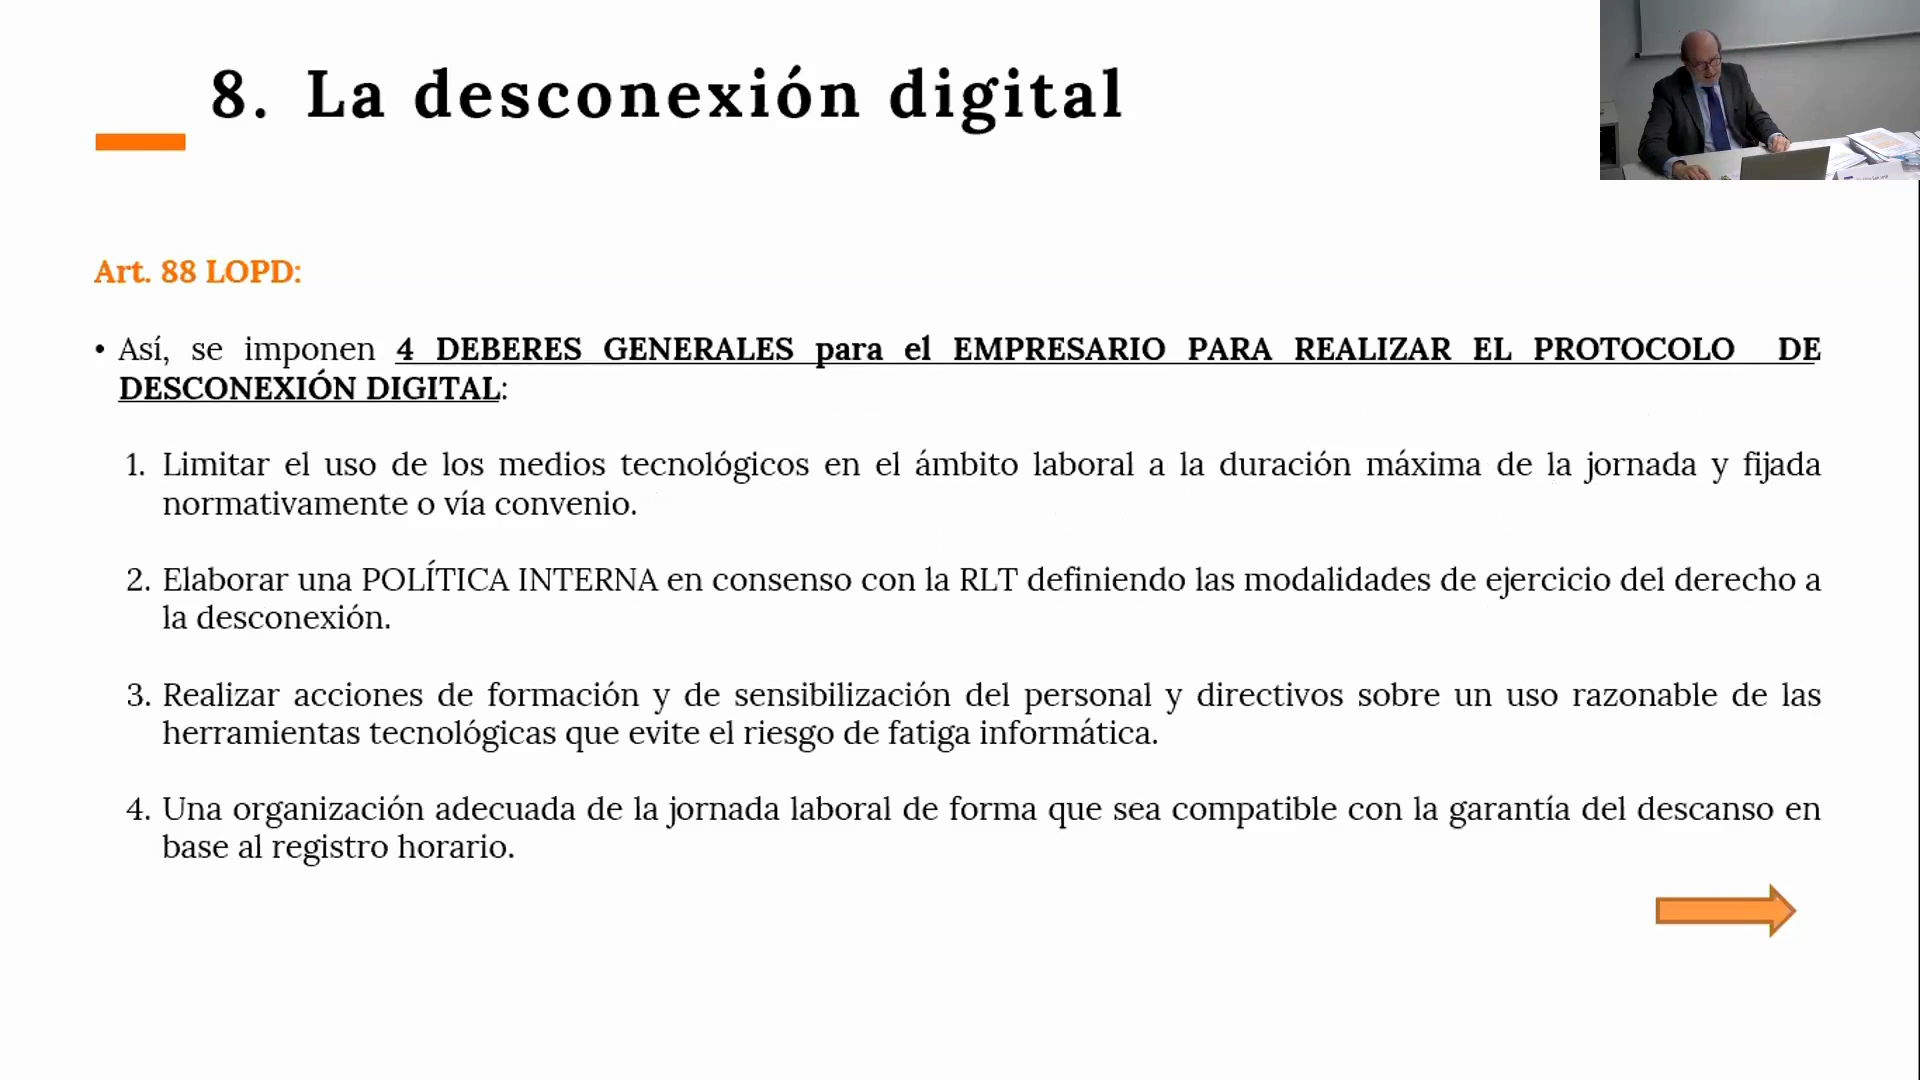 8. La desconexión digital
Art. 88 LOPD:
• Así, se imponen 4 DEBERES GENERALES para el EMPRESARIO PARA REALIZAR EL PROTOCOLO DE
DESCONEXIÓN DIGITAL:
1. Limitar el uso de los medios tecnológicos en el ámbito laboral a la duración máxima de la jornada y fijada
normativamente o vía convenio.
2. Elaborar una POLÍTICA INTERNA en consenso con la RLT definiendo las modalidades de ejercicio del derecho a
la desconexión.
3. Realizar acciones de formación y de sensibilización del personal y directivos sobre un uso razonable de las
herramientas tecnológicas que evite el riesgo de fatiga informática.
4. Una organización adecuada de la jornada laboral de forma que sea compatible con la garantía del descanso en
base al registro horario.